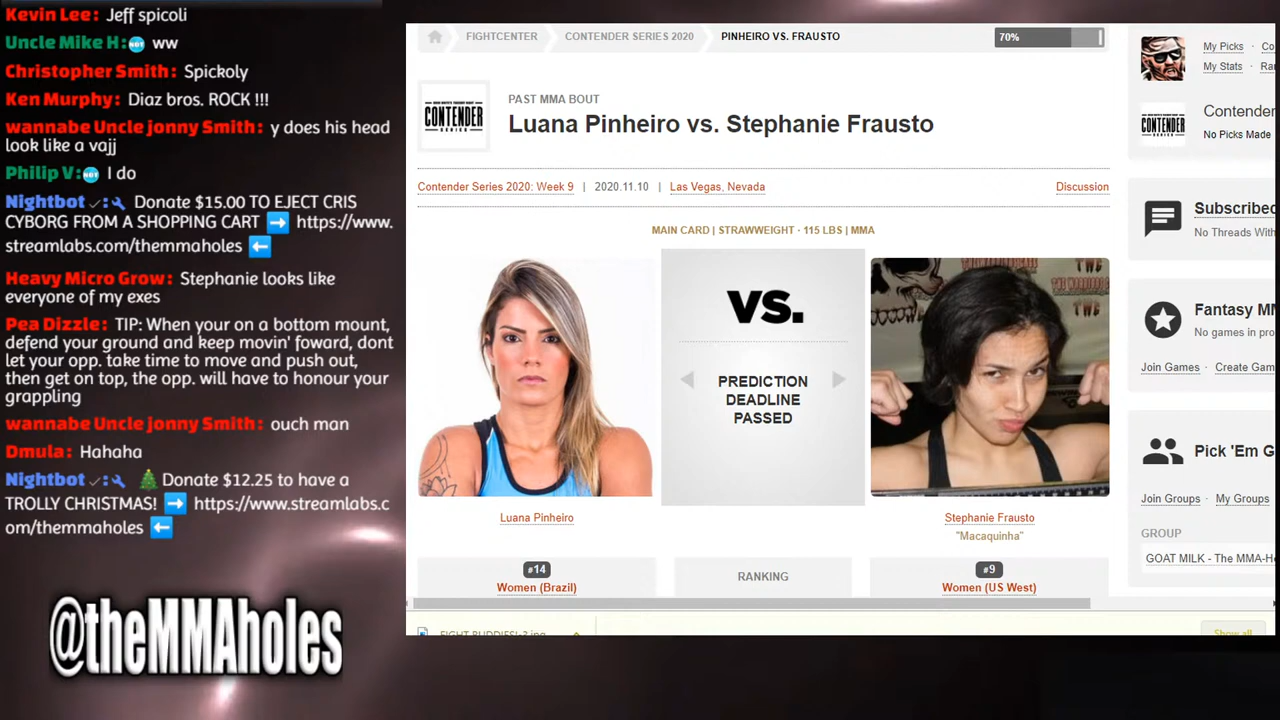 Kevin Lee: Jeff spicoli
Uncle Mike H: ww
Christopher Smith: Spickoly
Ken Murphy: Diaz bros. ROCK !!!
wannabe Uncle jonny Smith: y does his head
look like a vajj
Philip V: I do
Nightbot: Donate $15.00 TO EJECT CRIS
CYBORG FROM A SHOPPING CART https://www.
streamlabs.com/themmaholes
Heavy Micro Grow: Stephanie looks like
everyone of my exes
Pea Dizzle: TIP: When your on a bottom mount,
defend your ground and keep movin' foward, dont
let your opp. take time to move and push out,
then get on top, the opp. will have to honour your
grappling
wannabe Uncle jonny Smith: ouch man
Dmula: Hahaha
Nightbot: Donate $12.25 to have a
TROLLY CHRISTMAS! https://www.streamlabs.c
om/themmaholes
@theMMAholes
FIGHTCENTER
CONTENDER SERIES 2020
PINHEIRO VS. FRAUSTO
70%
CONTENDER
SERIES
PAST MMA BOUT
Luana Pinheiro vs. Stephanie Frausto
Contender Series 2020: Week 9 | 2020.11.10 | Las Vegas, Nevada
Discussion
MAIN CARD | STRAWWEIGHT · 115 LBS | MMA
VS.
PREDICTION
DEADLINE
PASSED
Luana Pinheiro
Stephanie Frausto
"Macaquinha"
#14
Women (Brazil)
RANKING
#9
Women (US West)
My Picks · Co
My Stats · Ra
CONTENDER
SERIES
Contender
No Picks Made
Subscribed
No Threads With
Fantasy MM
No games in pro
Join Games · Create Gam
Pick 'Em G
Join Groups · My Groups
GROUP
GOAT MILK - The MMA-H
Show all